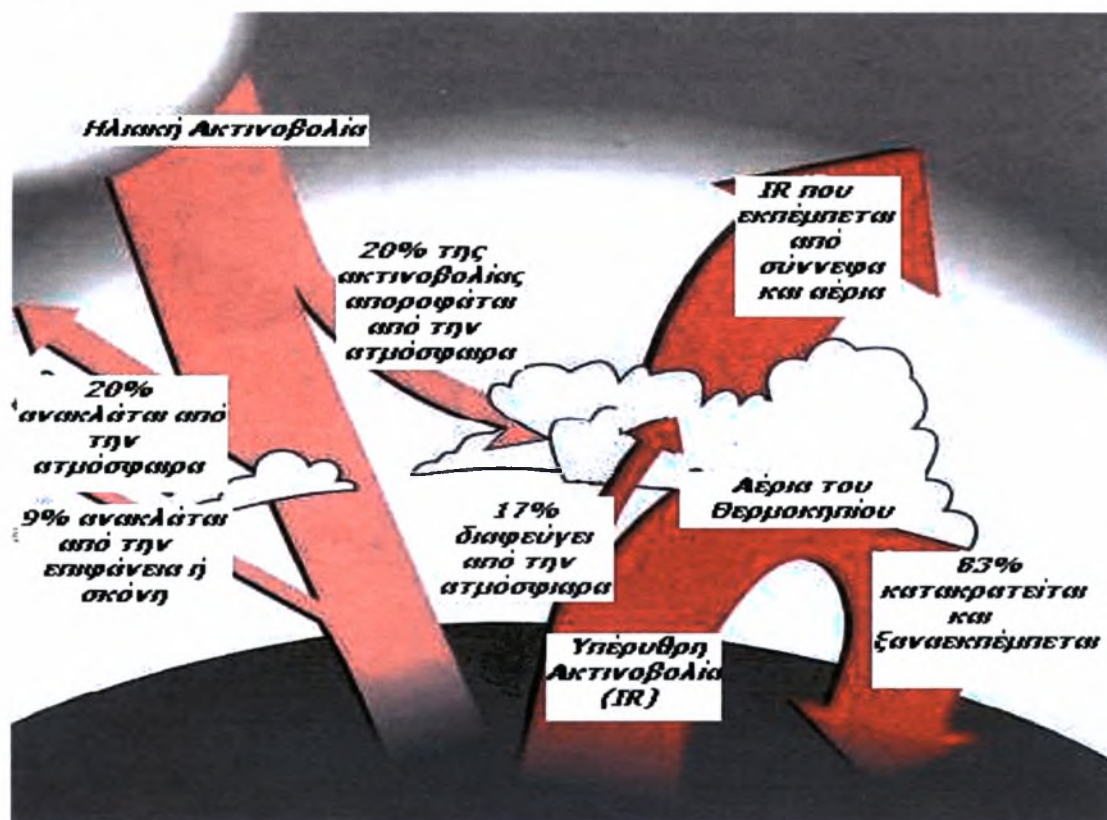 Ηλιακή Ακτινοβολία
IR που
εκπέμπεται
από
σύννεφα
και αέρια
20% της
ακτινοβολίας
αποροφάται
από την
ατμόσφαιρα
20%
ανακλάται από
την
ατμόσφαιρα
9% ανακλάται
από την
επιφάνεια ή
σκόνη
17%
διαφεύγει
από την
ατμόσφιαρα
Αέρια του
Θερμοκηπίου
83%
κατακρατείται
και
ξαναεκπέμπεται
Υπέρυθρη
Ακτινοβολία
(IR)